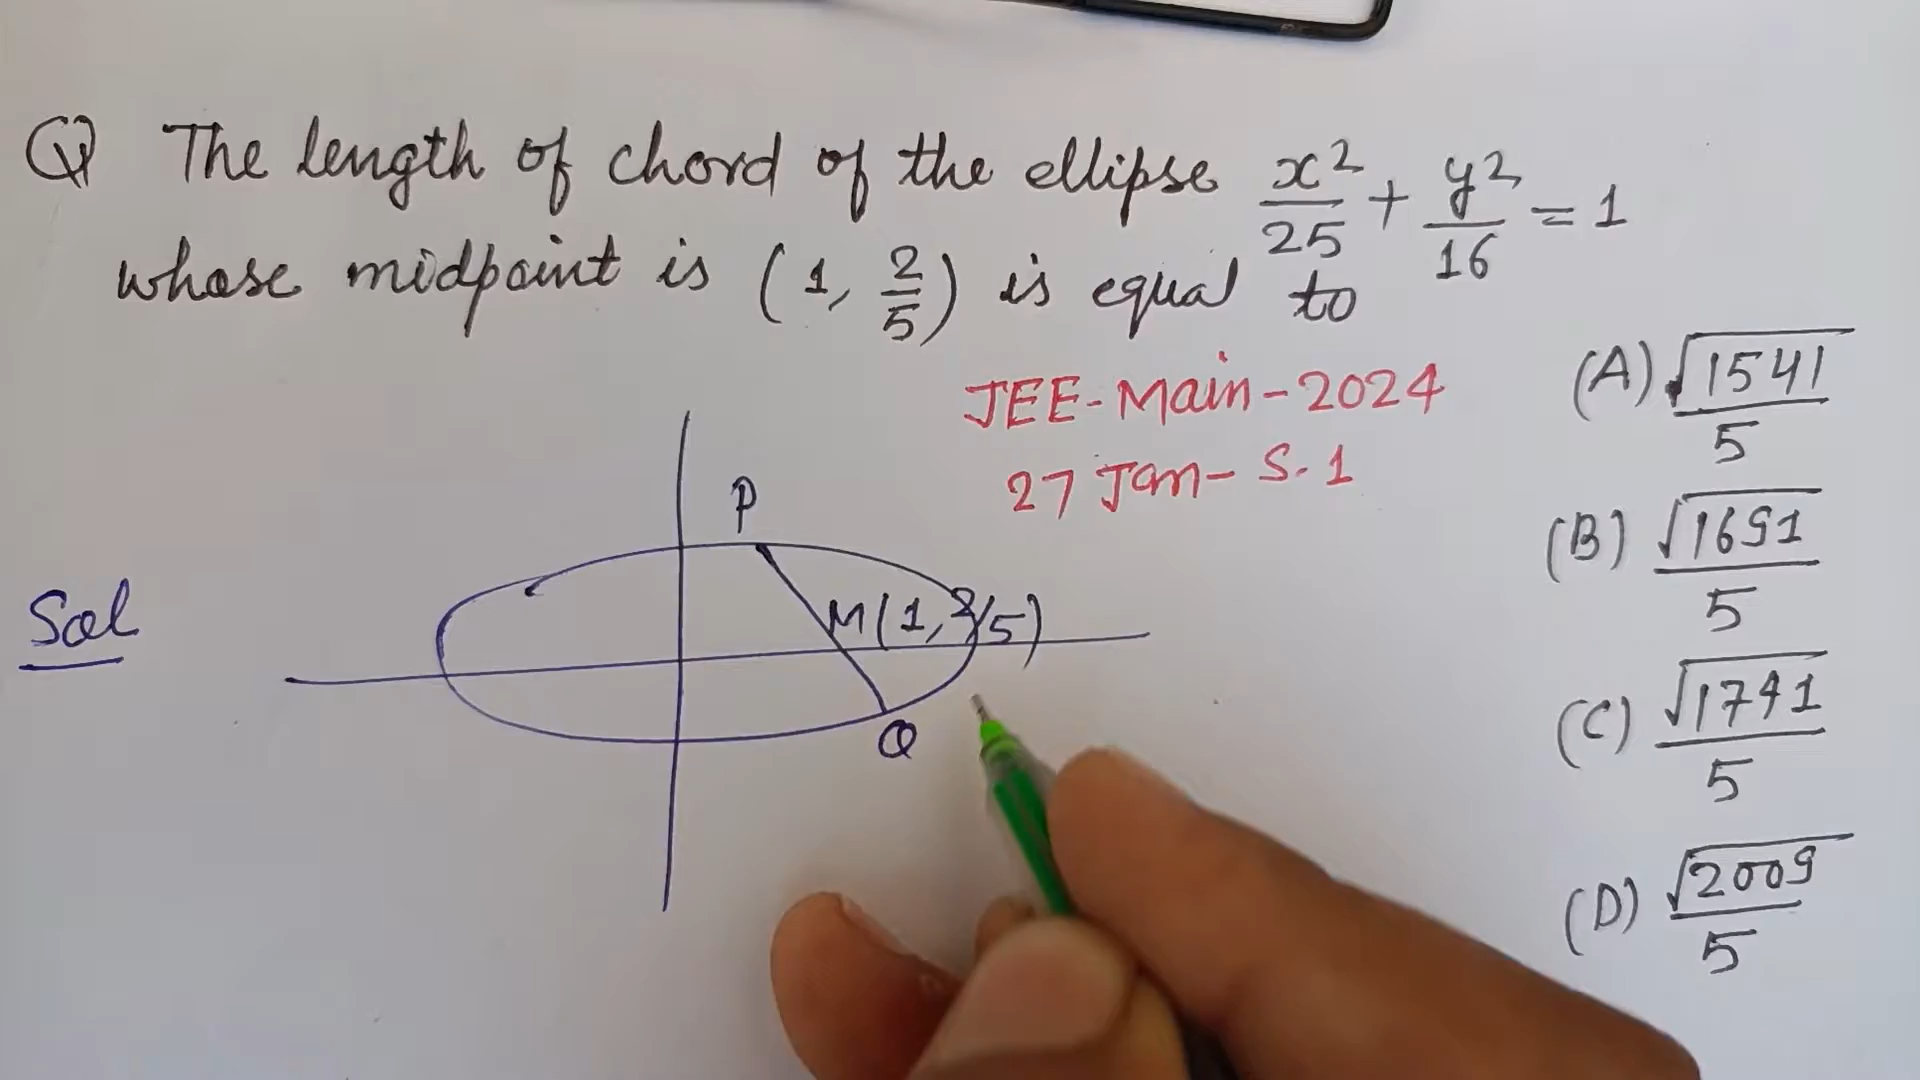 Q The length of chord of the ellipse x²/25 + y²/16 = 1
whose midpoint is (1, 2/5) is equal to
JEE-Main-2024
27 Jan- S.1
(A) √1541/5
(B) √1691/5
(C) √1741/5
(D) √2009/5
Sol
P
M(1, 2/5)
Q